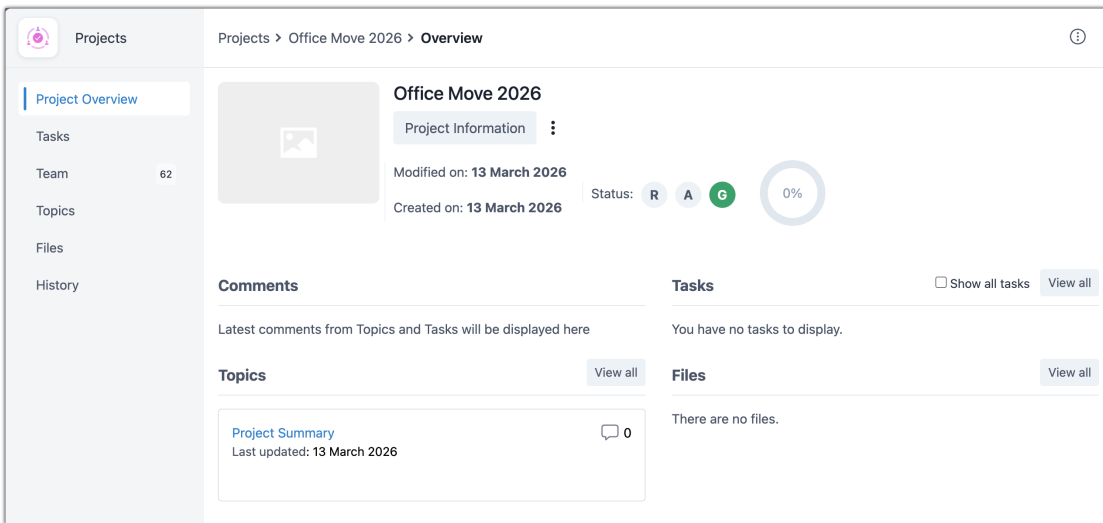 Projects
Projects > Office Move 2026 > Overview
Project Overview
Tasks
Team 62
Topics
Files
History
Office Move 2026
Project Information
Modified on: 13 March 2026
Created on: 13 March 2026
Status: R A G
0%
Comments
Latest comments from Topics and Tasks will be displayed here
Tasks Show all tasks View all
You have no tasks to display.
Topics View all
Project Summary 0
Last updated: 13 March 2026
Files View all
There are no files.